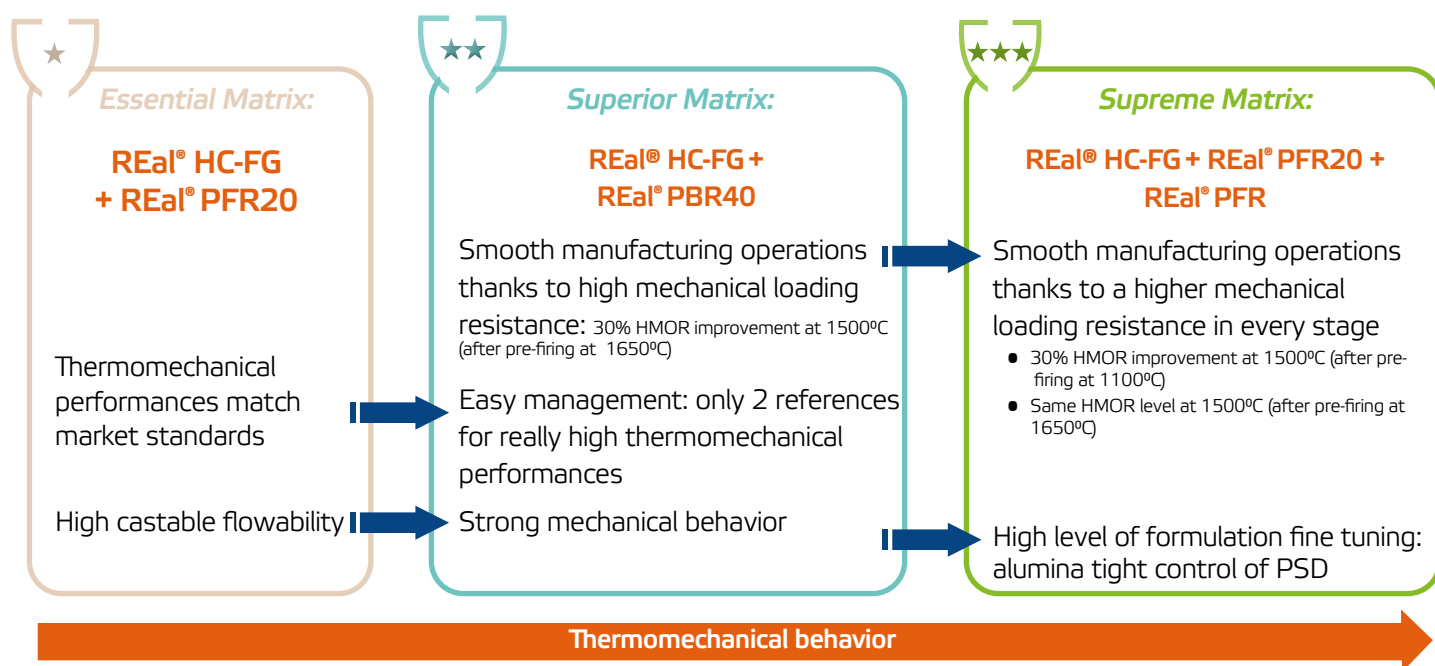 Essential Matrix:
REal® HC-FG
+ REal® PFR20
Thermomechanical
performances match
market standards
High castable flowability
Superior Matrix:
REal® HC-FG +
REal® PBR40
Smooth manufacturing operations
thanks to high mechanical loading
resistance: 30% HMOR improvement at 1500ºC
(after pre-firing at 1650ºC)
Easy management: only 2 references
for really high thermomechanical
performances
Strong mechanical behavior
Supreme Matrix:
REal® HC-FG + REal® PFR20 +
REal® PFR
Smooth manufacturing operations
thanks to a higher mechanical
loading resistance in every stage
• 30% HMOR improvement at 1500ºC (after pre-
firing at 1100ºC)
• Same HMOR level at 1500ºC (after pre-firing at
1650ºC)
High level of formulation fine tuning:
alumina tight control of PSD
Thermomechanical behavior